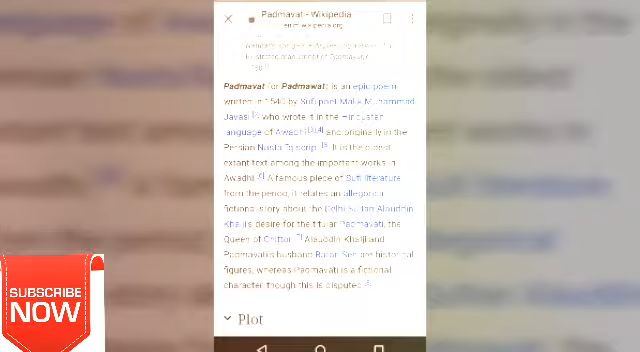 Padmavat - Wikipedia
en.m.wikipedia.org
Padmavat (or Padmawat) is an epic poem
written in 1540 by Sufi poet Malik Muhammad
Jayasi, who wrote it in the Hindustani
language of Awadhi, and originally in the
Persian Nastaʿlīq script. It is the oldest
extant text among the important works in
Awadhi. A famous piece of Sufi literature
from the period, it relates an allegorical
fictional story about the Delhi Sultan Alauddin
Khalji's desire for the titular Padmavati, the
Queen of Chittor. Alauddin Khalji and
Padmavati's husband Ratan Sen are historical
figures, whereas Padmavati is a fictional
character though this is disputed.
Plot
SUBSCRIBE
NOW